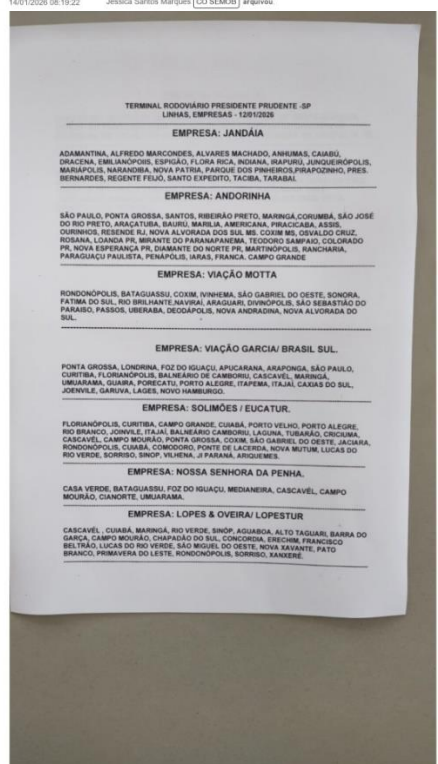 14/01/2026 08:19:22 Jessica Santos Marques CO SEMOB arquivou
TERMINAL RODOVIÁRIO PRESIDENTE PRUDENTE -SP
LINHAS, EMPRESAS - 12/01/2026
EMPRESA: JANDÁIA
ADAMANTINA, ALFREDO MARCONDES, ALVARES MACHADO, ANHUMAS, CAIABÚ,
DRACENA, EMILIANÓPOIIS, ESPIGÃO, FLORA RICA, INDIANA, IRAPURÚ, JUNQUEIRÓPOLIS,
MARIÁPOLIS, NARANDIBA, NOVA PATRIA, PARQUE DOS PINHEIROS,PIRAPOZINHO, PRES.
BERNARDES, REGENTE FEIJÓ, SANTO EXPEDITO, TACIBA, TARABAI.
EMPRESA: ANDORINHA
SÃO PAULO, PONTA GROSSA, SANTOS, RIBEIRÃO PRETO, MARINGÁ,CORUMBÁ, SÃO JOSÉ
DO RIO PRETO, ARAÇATUBA, BAURÚ, MARILIA, AMERICANA, PIRACICABA, ASSIS,
OURINHOS, RESENDE RJ, NOVA ALVORADA DOS SUL MS. COXIM MS, OSVALDO CRUZ,
ROSANA, LOANDA PR, MIRANTE DO PARANAPANEMA, TEODORO SAMPAIO, COLORADO
PR, NOVA ESPERANÇA PR, DIAMANTE DO NORTE PR, MARTINÓPOLIS, RANCHARIA,
PARAGUAÇU PAULISTA, PENÁPÓLIS, IARAS, FRANCA. CAMPO GRANDE
EMPRESA: VIAÇÃO MOTTA
RONDONÓPOLIS, BATAGUASSU, COXIM, IVINHEMA, SÃO GABRIEL DO OESTE, SONORA,
FATIMA DO SUL, RIO BRILHANTE,NAVIRAÍ, ARAGUARI, DIVINÓPOLIS, SÃO SEBASTIÃO DO
PARAISO, PASSOS, UBERABA, DEODÁPOLIS, NOVA ANDRADINA, NOVA ALVORADA DO
SUL.
EMPRESA: VIAÇÃO GARCIA/ BRASIL SUL.
PONTA GROSSA, LONDRINA, FOZ DO IGUAÇU, APUCARANA, ARAPONGA, SÃO PAULO,
CURITIBA, FLORIANÓPOLIS, BALNEÁRIO DE CAMBORIU, CASCAVÉL, MARINGÁ,
UMUARAMA, GUAIRA, PORECATU, PORTO ALEGRE, ITAPEMA, ITAJAÍ, CAXIAS DO SUL,
JOENVILE, GARUVA, LAGES, NOVO HAMBURGO.
EMPRESA: SOLIMÕES / EUCATUR.
FLORIANÓPOLIS, CURITIBA, CAMPO GRANDE, CUIABÁ, PORTO VELHO, PORTO ALEGRE,
RIO BRANCO, JOINVILE, ITAJAÍ, BALNEÁRIO CAMBORIU, LAGUNA, TUBARÃO, CRICIUMA,
CASCAVÉL, CAMPO MOURÃO, PONTA GROSSA, COXIM, SÃO GABRIEL DO OESTE, JACIARA,
RONDONÓPOLIS, CUIABÁ, COMODORO, PONTE DE LACERDA, NOVA MUTUM, LUCAS DO
RIO VERDE, SORRISO, SINOP, VILHENA, JI PARANÁ, ARIQUEMES.
EMPRESA: NOSSA SENHORA DA PENHA.
CASA VERDE, BATAGUASSU, FOZ DO IGUAÇU, MEDIANEIRA, CASCAVÉL, CAMPO
MOURÃO, CIANORTE, UMUARAMA.
EMPRESA: LOPES & OVEIRA/ LOPESTUR
CASCAVÉL , CUIABÁ, MARINGÁ, RIO VERDE, SINÓP, AGUABOA, ALTO TAGUARI, BARRA DO
GARÇA, CAMPO MOURÃO, CHAPADÃO DO SUL, CONCORDIA, ERECHIM, FRANCISCO
BELTRÃO, LUCAS DO RIO VERDE, SÃO MIGUEL DO OESTE, NOVA XAVANTE, PATO
BRANCO, PRIMAVERA DO LESTE, RONDONÓPOLIS, SORRISO, XANXERÉ.